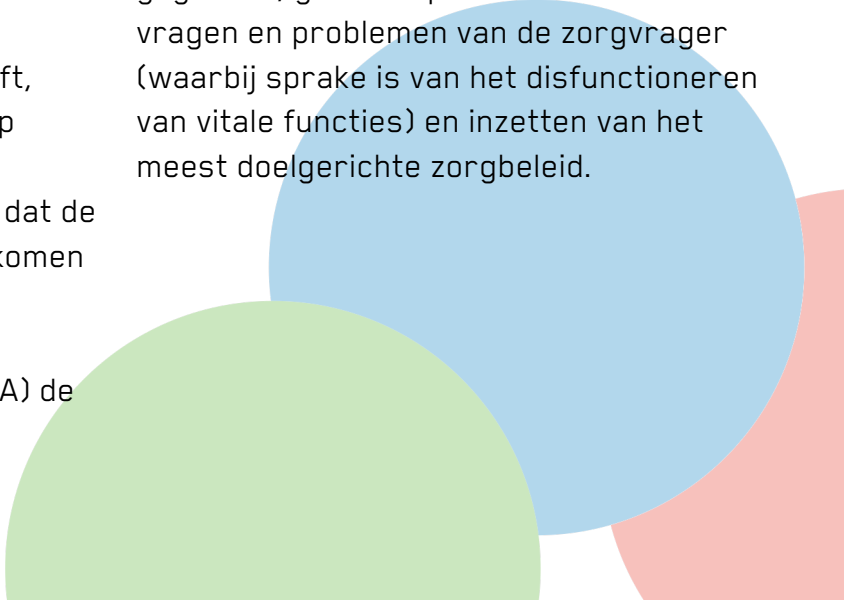 ft,
p
dat de
komen
A) de
vragen en problemen van de zorgvrager
(waarbij sprake is van het disfunctioneren
van vitale functies) en inzetten van het
meest doelgerichte zorgbeleid.